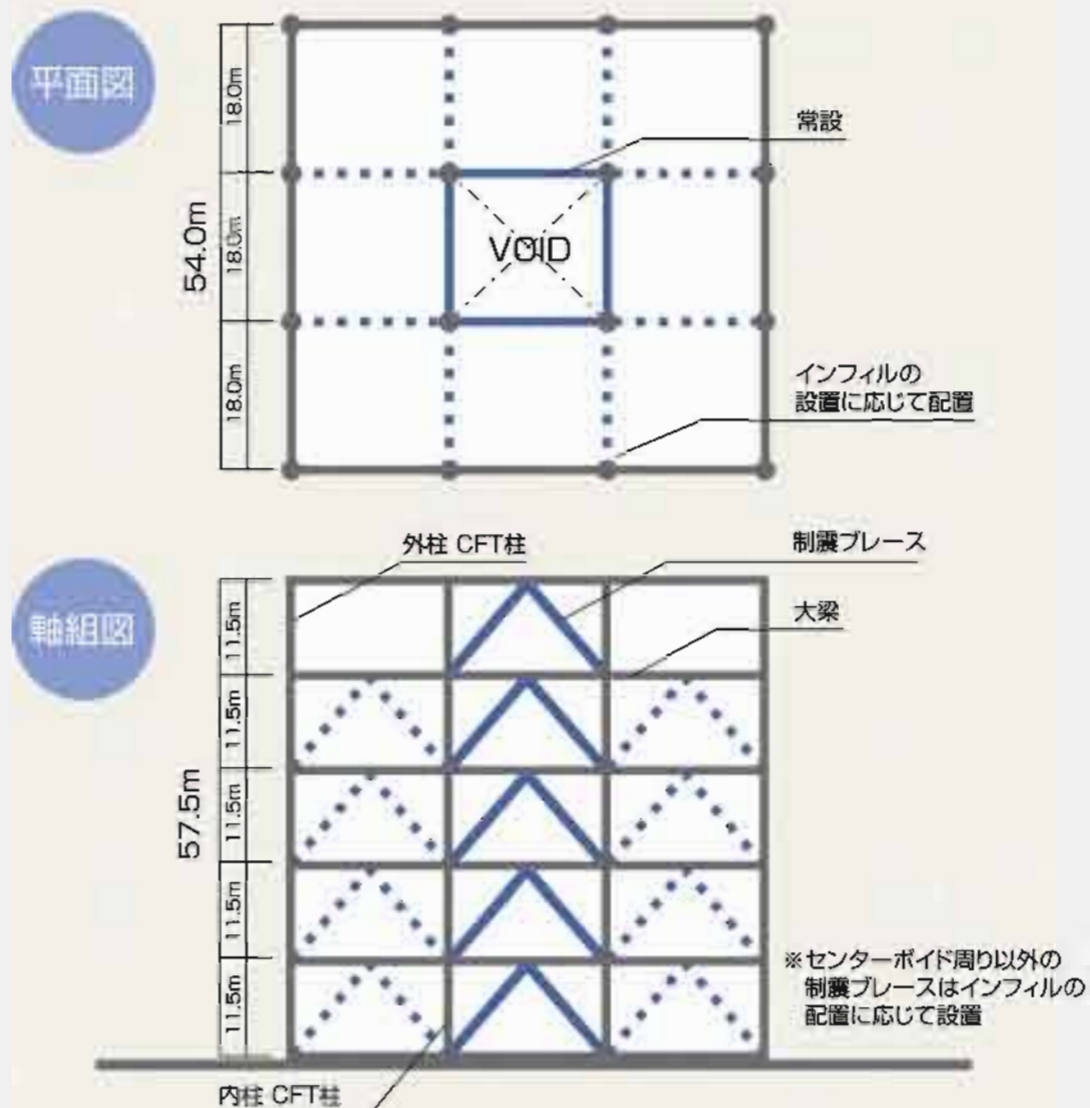 平面図
54.0m
18.0m
18.0m
18.0m
常設
VOID
インフィルの
設置に応じて配置
軸組図
57.5m
11.5m
11.5m
11.5m
11.5m
11.5m
外柱 CFT柱
制震ブレース
大梁
※センターボイド周り以外の
制震ブレースはインフィルの
配置に応じて設置
内柱 CFT柱